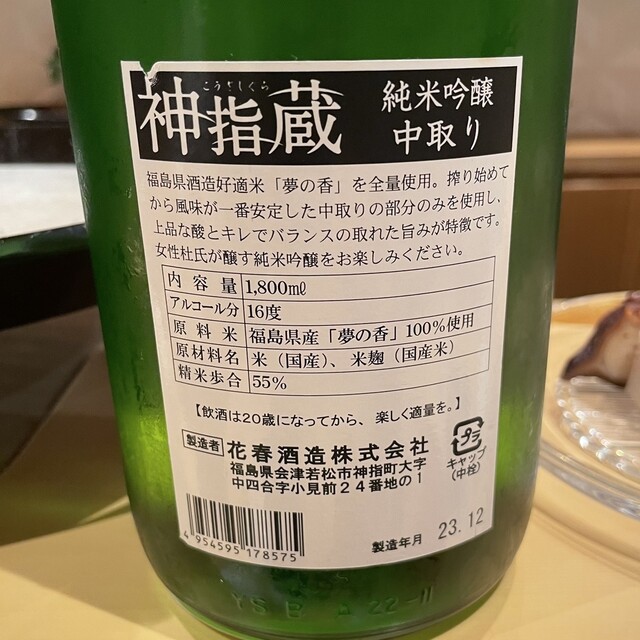 こうざしくら
神指蔵
純米吟醸
中取り
福島県酒造好適米「夢の香」を全量使用。搾り始めて
から風味が一番安定した中取りの部分のみを使用し、
上品な酸とキレでバランスの取れた旨みが特徴です。
女性杜氏が醸す純米吟醸をお楽しみください。
内容量 1,800ml
アルコール分 16度
原料米 福島県産「夢の香」100%使用
原材料名 米（国産）、米麹（国産米）
精米歩合 55%
【飲酒は20歳になってから、楽しく適量を。】
製造者 花春酒造株式会社
福島県会津若松市神指町大字
中四合字小見前24番地の1
プラ
キャップ
(中栓)
4954595178575
製造年月 23.12
YS B 22-11